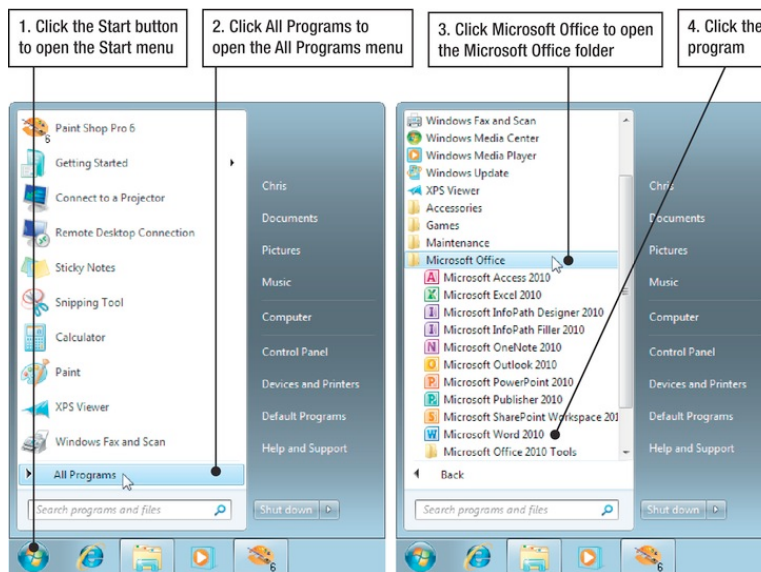 1. Click the Start button
to open the Start menu
2. Click All Programs to
open the All Programs menu
3. Click Microsoft Office to open
the Microsoft Office folder
4. Click the
program
Paint Shop Pro 6
Getting Started
Connect to a Projector
Remote Desktop Connection
Sticky Notes
Snipping Tool
Calculator
Paint
XPS Viewer
Windows Fax and Scan
All Programs
Search programs and files
Chris
Documents
Pictures
Music
Computer
Control Panel
Devices and Printers
Default Programs
Help and Support
Shut down
6
Windows Fax and Scan
Windows Media Center
Windows Media Player
Windows Update
XPS Viewer
Accessories
Games
Maintenance
Microsoft Office
Microsoft Access 2010
Microsoft Excel 2010
Microsoft InfoPath Designer 2010
Microsoft InfoPath Filler 2010
Microsoft OneNote 2010
Microsoft Outlook 2010
Microsoft PowerPoint 2010
Microsoft Publisher 2010
Microsoft SharePoint Workspace 201
Microsoft Word 2010
Microsoft Office 2010 Tools
Back
Search programs and files
Chris
Documents
Pictures
Music
Computer
Control Panel
Devices and Printers
Default Programs
Help and Support
Shut down
6